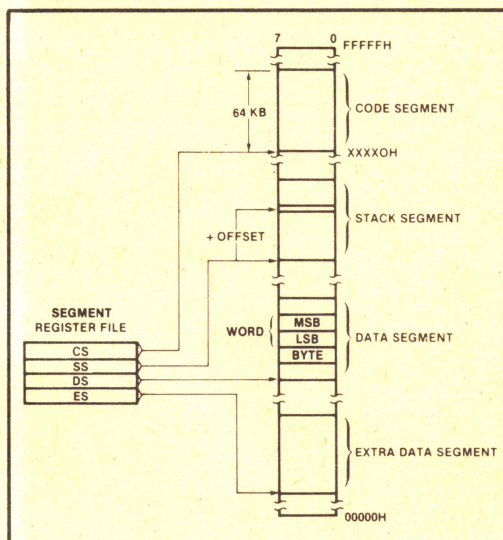 7 0
FFFFFH
64 KB
CODE SEGMENT
XXXXOH
STACK SEGMENT
+ OFFSET
SEGMENT
REGISTER FILE
CS
SS
DS
ES
WORD
MSB
LSB
BYTE
DATA SEGMENT
EXTRA DATA SEGMENT
00000H